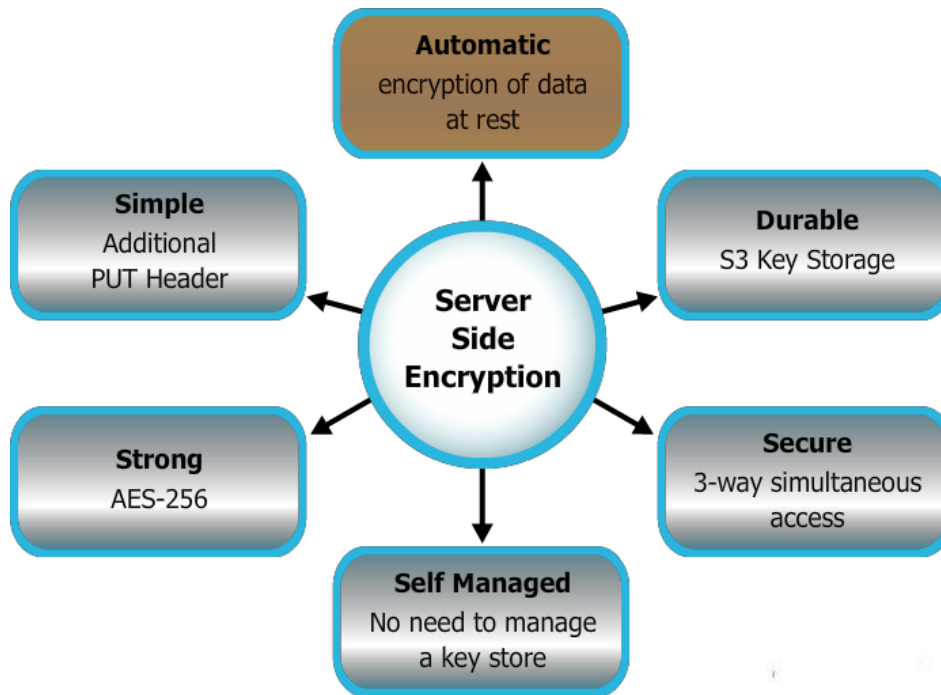 Automatic
encryption of data
at rest
Simple
Additional
PUT Header
Durable
S3 Key Storage
Server
Side
Encryption
Strong
AES-256
Secure
3-way simultaneous
access
Self Managed
No need to manage
a key store